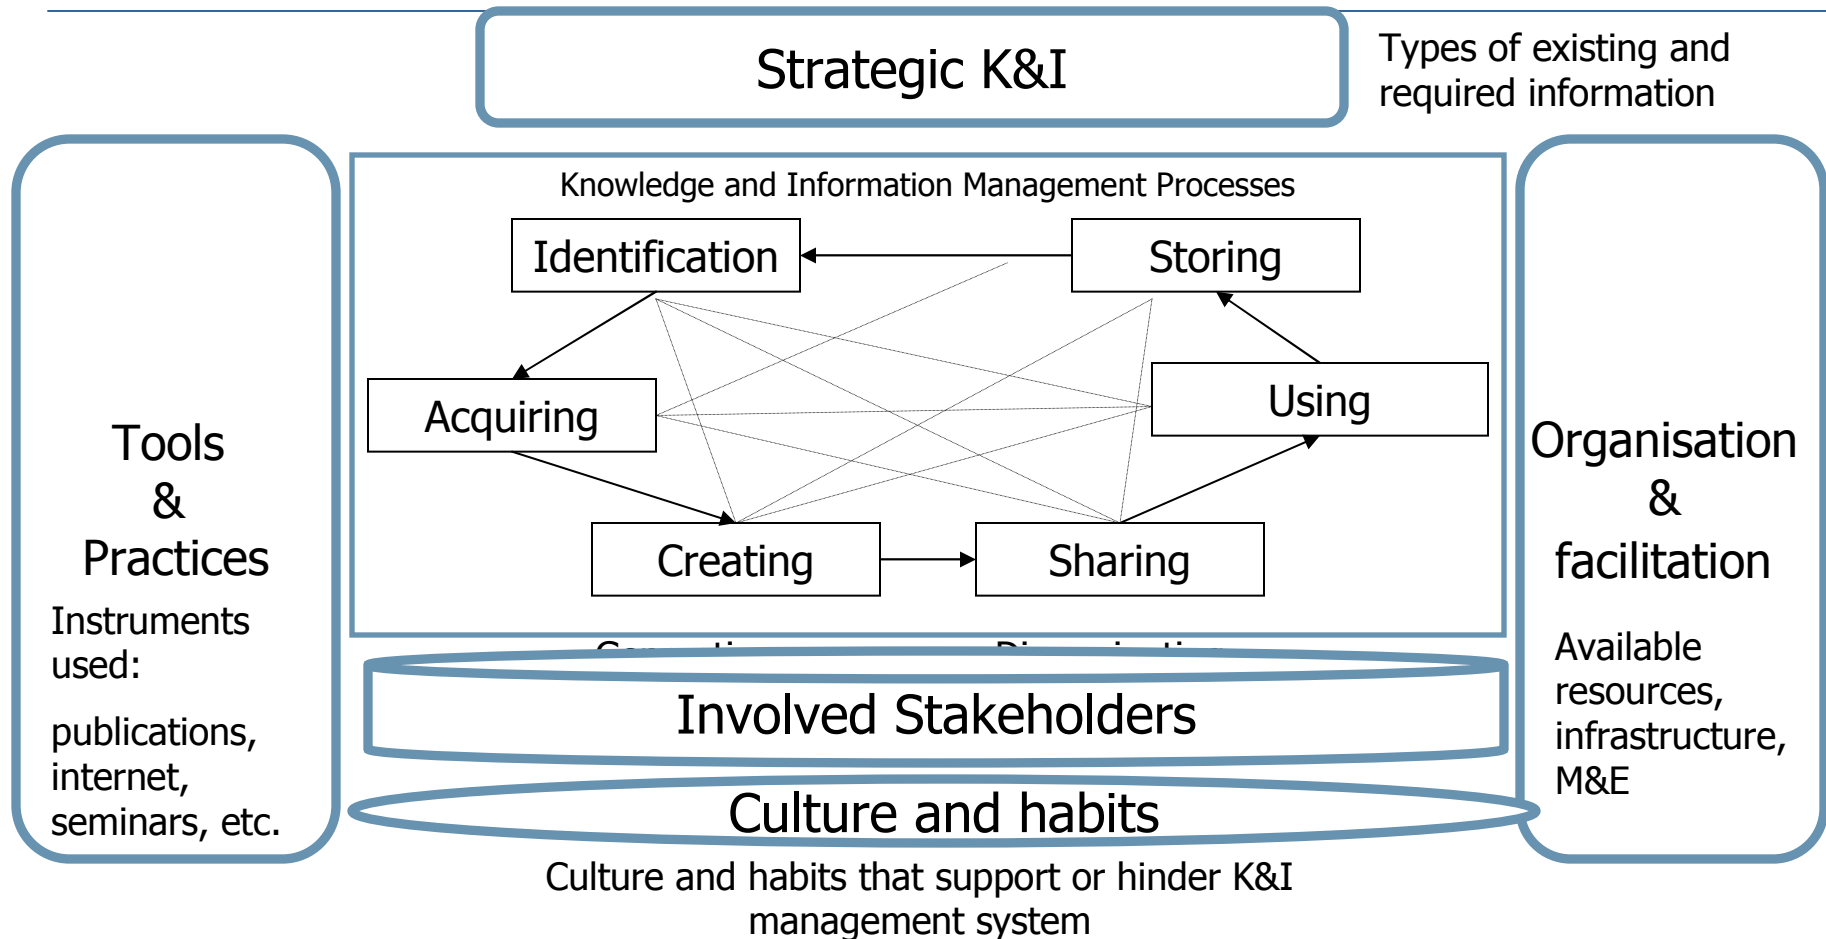 Strategic K&I
Types of existing and
required information
Knowledge and Information Management Processes
Identification
Storing
Acquiring
Using
Creating
Sharing
Tools
&
Practices
Instruments
used:
publications,
internet,
seminars, etc.
Organisation
&
facilitation
Available
resources,
infrastructure,
M&E
Involved Stakeholders
Culture and habits
Culture and habits that support or hinder K&I
management system